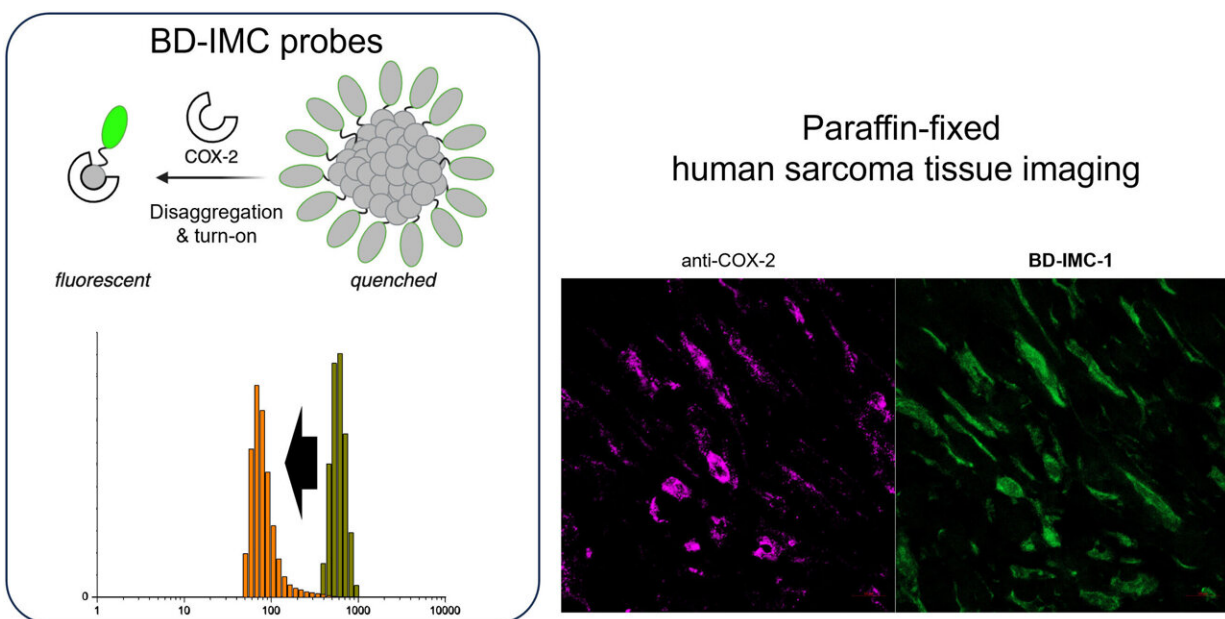 BD-IMC probes
COX-2
Disaggregation
& turn-on
fluorescent
quenched
0
1
10
100
1000
10000
Paraffin-fixed
human sarcoma tissue imaging
anti-COX-2
BD-IMC-1